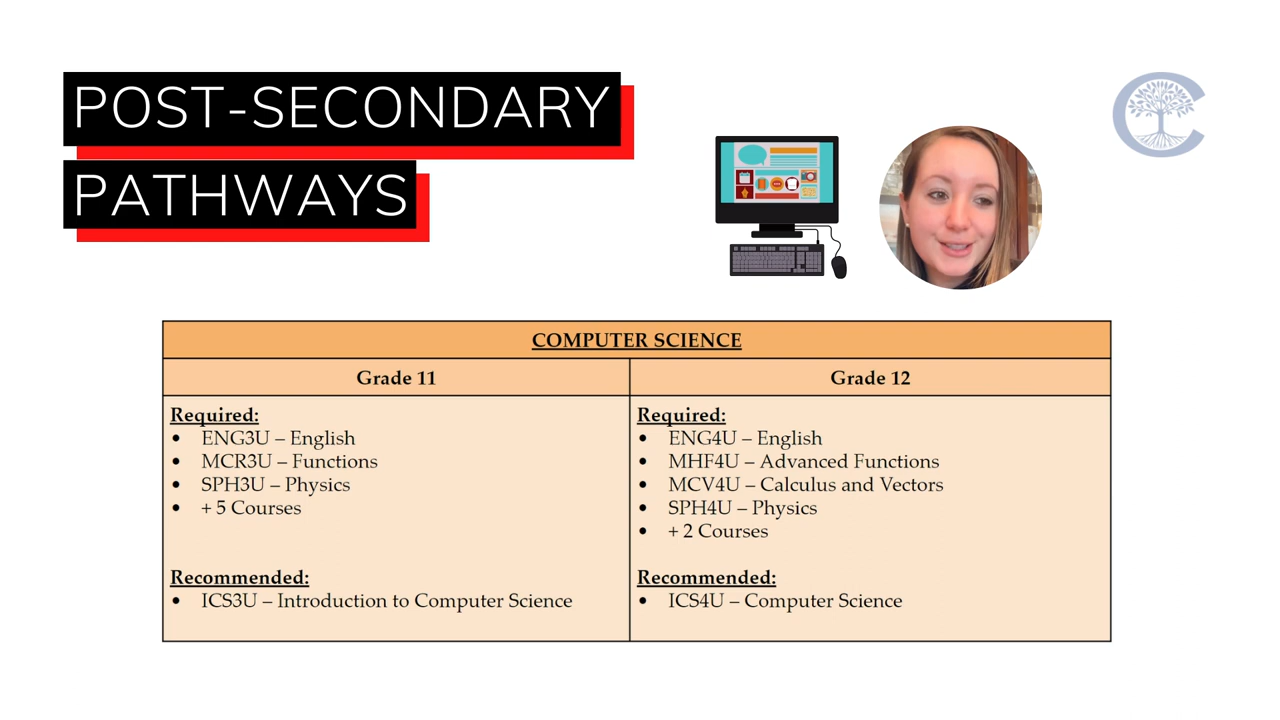 POST-SECONDARY
PATHWAYS
C
COMPUTER SCIENCE
Grade 11
Grade 12
Required:
• ENG3U – English
• MCR3U – Functions
• SPH3U – Physics
• + 5 Courses
Recommended:
• ICS3U – Introduction to Computer Science
Required:
• ENG4U – English
• MHF4U – Advanced Functions
• MCV4U – Calculus and Vectors
• SPH4U – Physics
• + 2 Courses
Recommended:
• ICS4U – Computer Science